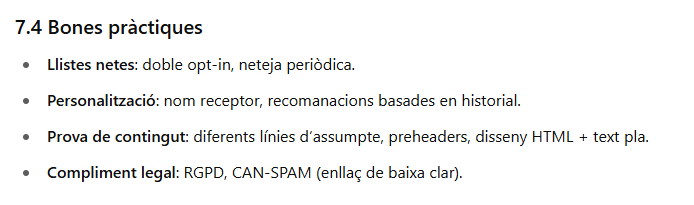 7.4 Bones pràctiques
• Llistes netes: doble opt-in, neteja periòdica.
• Personalització: nom receptor, recomanacions basades en historial.
• Prova de contingut: diferents línies d’assumpte, preheaders, disseny HTML + text pla.
• Compliment legal: RGPD, CAN-SPAM (enllaç de baixa clar).